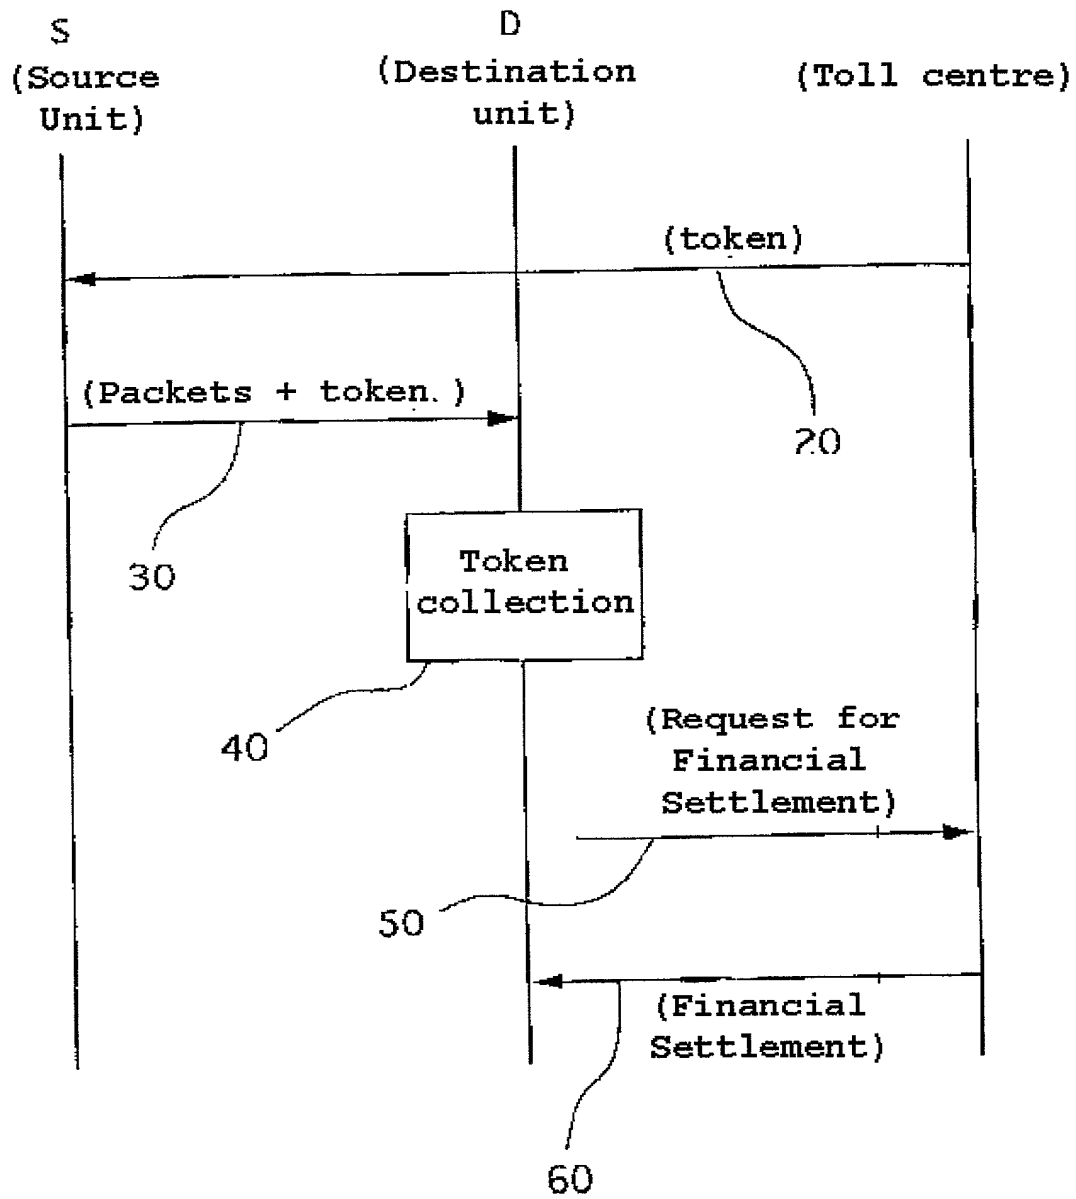 S
(Source
Unit)
D
(Destination
unit)
(Toll centre)
(token)
20
(Packets + token. )
30
Token
collection
40
(Request for
Financial
Settlement)
50
(Financial
Settlement)
60